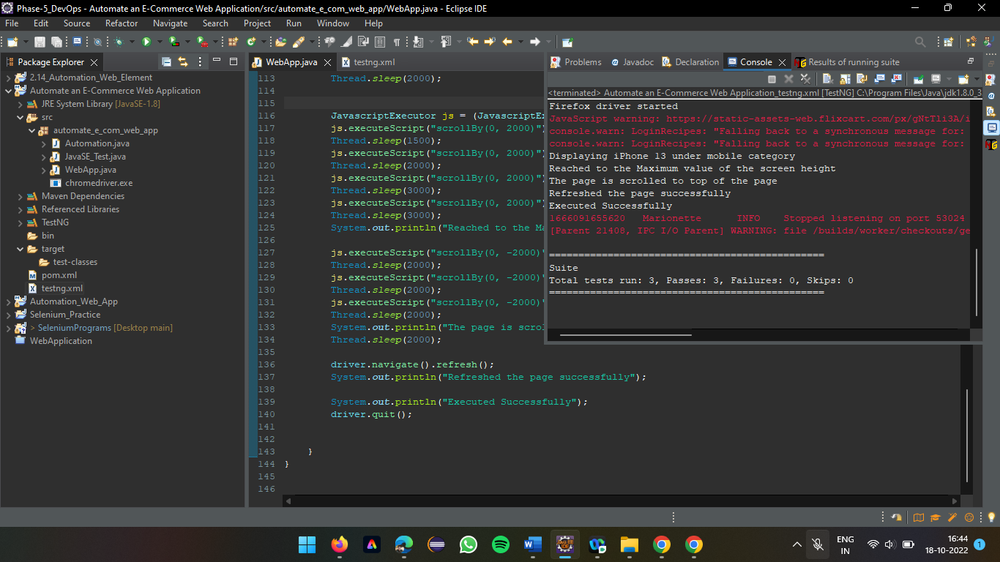 Phase-5_DevOps - Automate an E-Commerce Web Application/src/automate_e_com_web_app/WebApp.java - Eclipse IDE
File Edit Source Refactor Navigate Search Project Run Window Help
Package Explorer
2.14_Automation_Web_Element
Automate an E-Commerce Web Application
JRE System Library [JavaSE-1.8]
src
automate_e_com_web_app
Automation.java
JavaSE_Test.java
WebApp.java
chromedriver.exe
Maven Dependencies
Referenced Libraries
TestNG
bin
target
test-classes
pom.xml
testng.xml
Automation_Web_App
Selenium_Practice
> SeleniumPrograms [Desktop main]
WebApplication
WebApp.java testng.xml
113 Thread.sleep(2000);
114
115
116 JavascriptExecutor js = (JavascriptEx
117 js.executeScript("scrollBy(0, 2000)")
118 Thread.sleep(1500);
119 js.executeScript("scrollBy(0, 2000)")
120 Thread.sleep(2000);
121 js.executeScript("scrollBy(0, 2000)")
122 Thread.sleep(3000);
123 js.executeScript("scrollBy(0, 2000)")
124 Thread.sleep(3000);
125 System.out.println("Reached to the Ma
126
127 js.executeScript("scrollBy(0, -2000)"
128 Thread.sleep(2000);
129 js.executeScript("scrollBy(0, -2000)"
130 Thread.sleep(2000);
131 js.executeScript("scrollBy(0, -2000)"
132 Thread.sleep(2000);
133 System.out.println("The page is scrol
134 Thread.sleep(2000);
135
136 driver.navigate().refresh();
137 System.out.println("Refreshed the page successfully");
138
139 System.out.println("Executed Successfully");
140 driver.quit();
141
142
143 }
144 }
145
146
Problems Javadoc Declaration Console Results of running suite
<terminated> Automate an E-Commerce Web Application_testng.xml [TestNG] C:\Program Files\Java\jdk1.8.0_3
Firefox driver started
JavaScript warning: https://static-assets-web.flixcart.com/px/gNtTli3A/i
console.warn: LoginRecipes: "Falling back to a synchronous message for:
console.warn: LoginRecipes: "Falling back to a synchronous message for:
Displaying iPhone 13 under mobile category
Reached to the Maximum value of the screen height
The page is scrolled to top of the page
Refreshed the page successfully
Executed Successfully
1666091655620 Marionette INFO Stopped listening on port 53024
[Parent 21408, IPC I/O Parent] WARNING: file /builds/worker/checkouts/ge
===============================================
Suite
Total tests run: 3, Passes: 3, Failures: 0, Skips: 0
===============================================
ENG
IN
16:44
18-10-2022
1